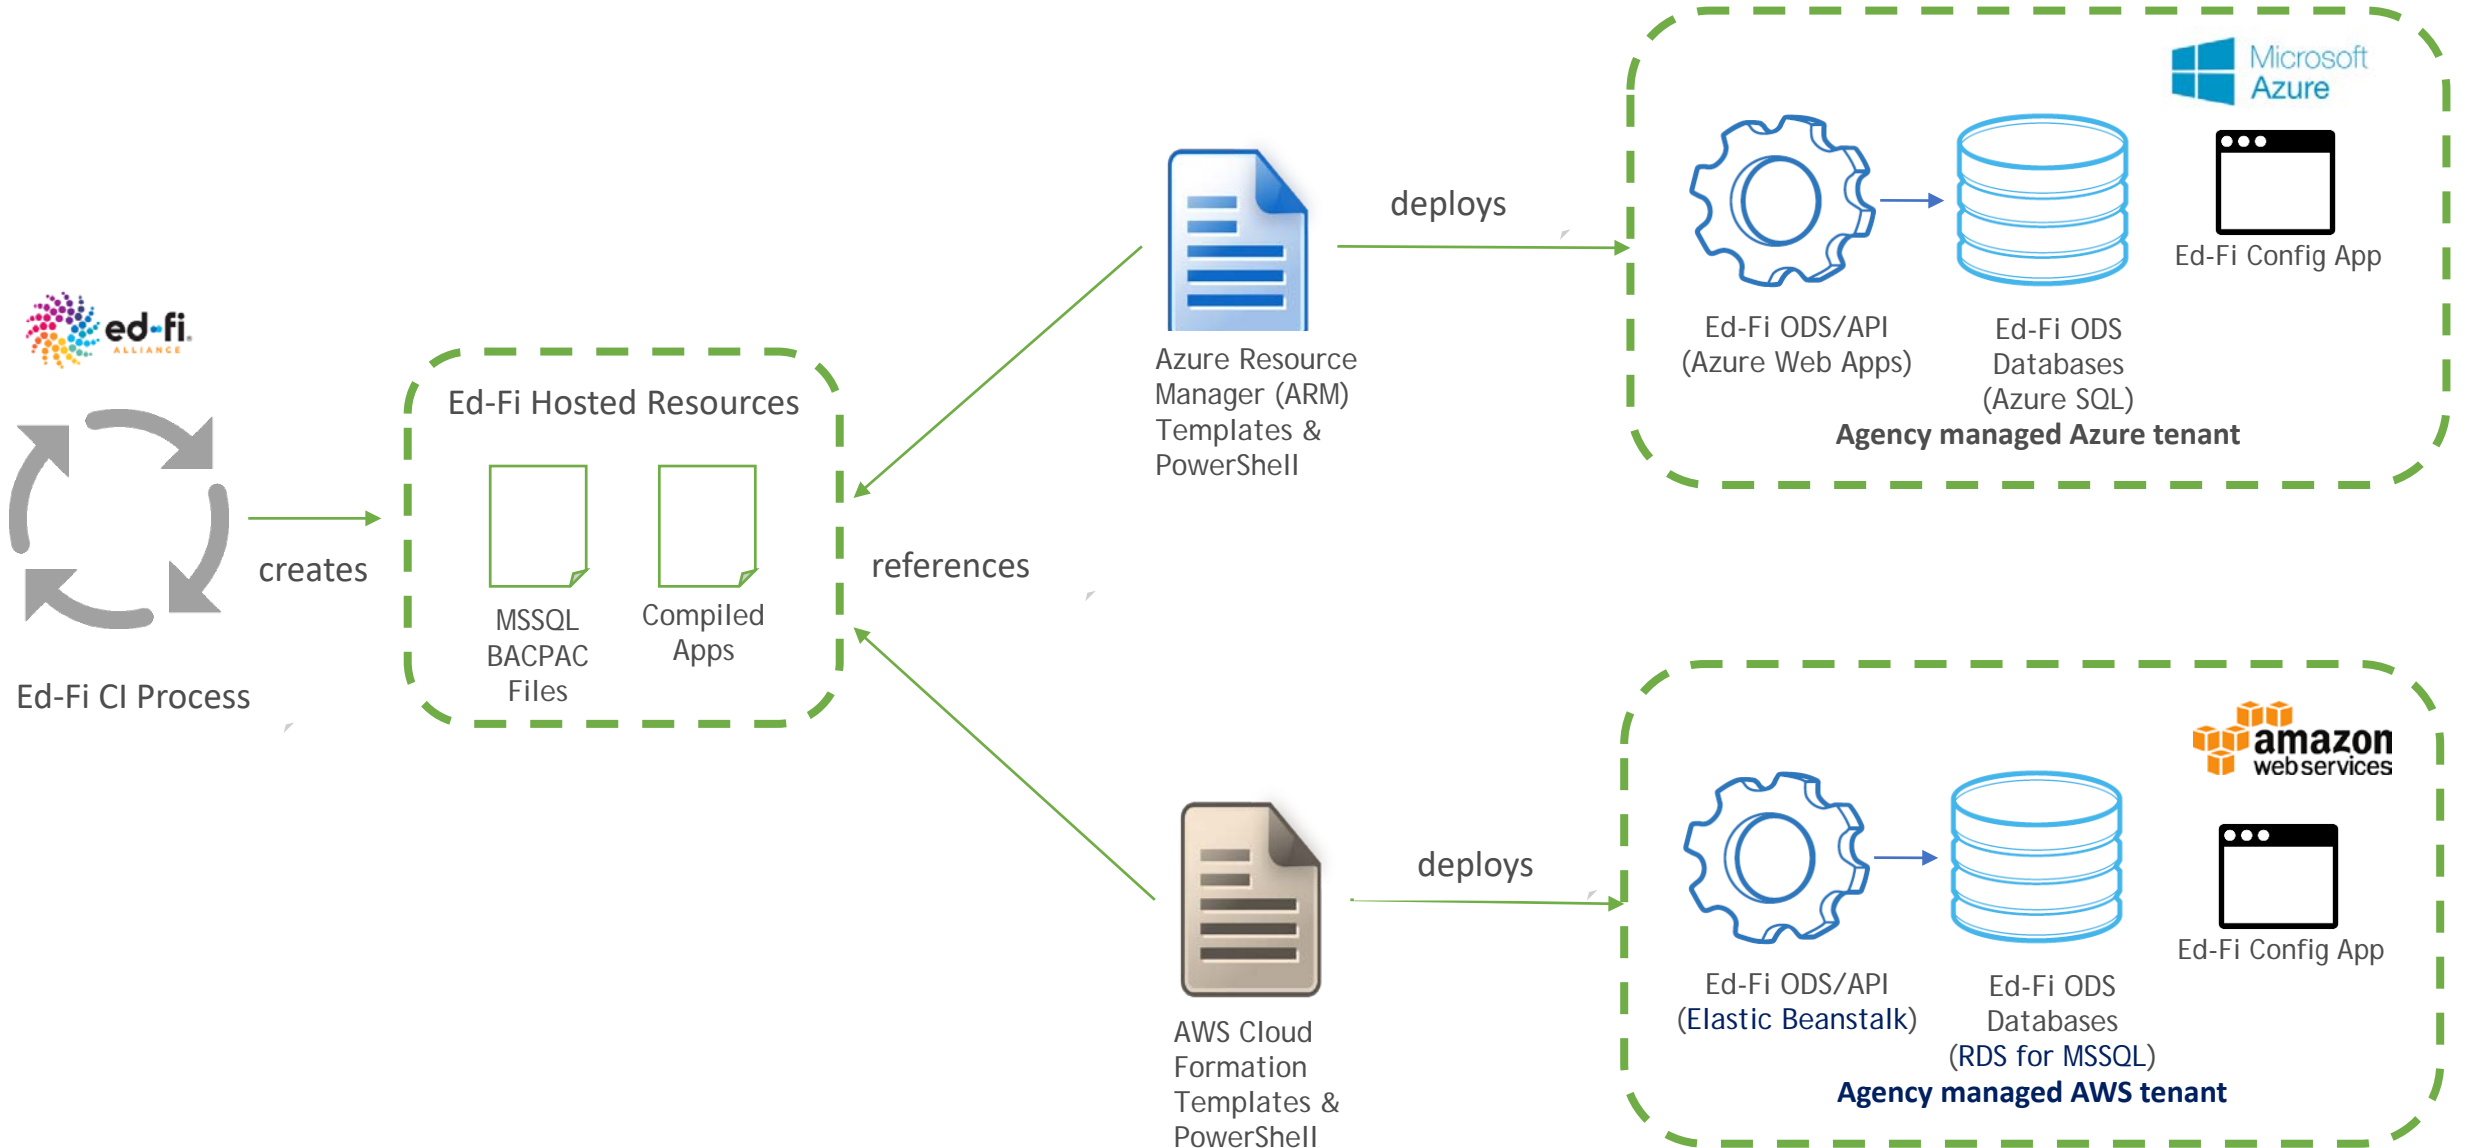 ed-fi.
ALLIANCE
Ed-Fi CI Process
creates
Ed-Fi Hosted Resources
MSSQL
BACPAC
Files
Compiled
Apps
references
Azure Resource
Manager (ARM)
Templates &
PowerShell
deploys
Microsoft
Azure
Ed-Fi ODS/API
(Azure Web Apps)
Ed-Fi ODS
Databases
(Azure SQL)
Ed-Fi Config App
Agency managed Azure tenant
AWS Cloud
Formation
Templates &
PowerShell
deploys
amazon
webservices
Ed-Fi ODS/API
(Elastic Beanstalk)
Ed-Fi ODS
Databases
(RDS for MSSQL)
Ed-Fi Config App
Agency managed AWS tenant